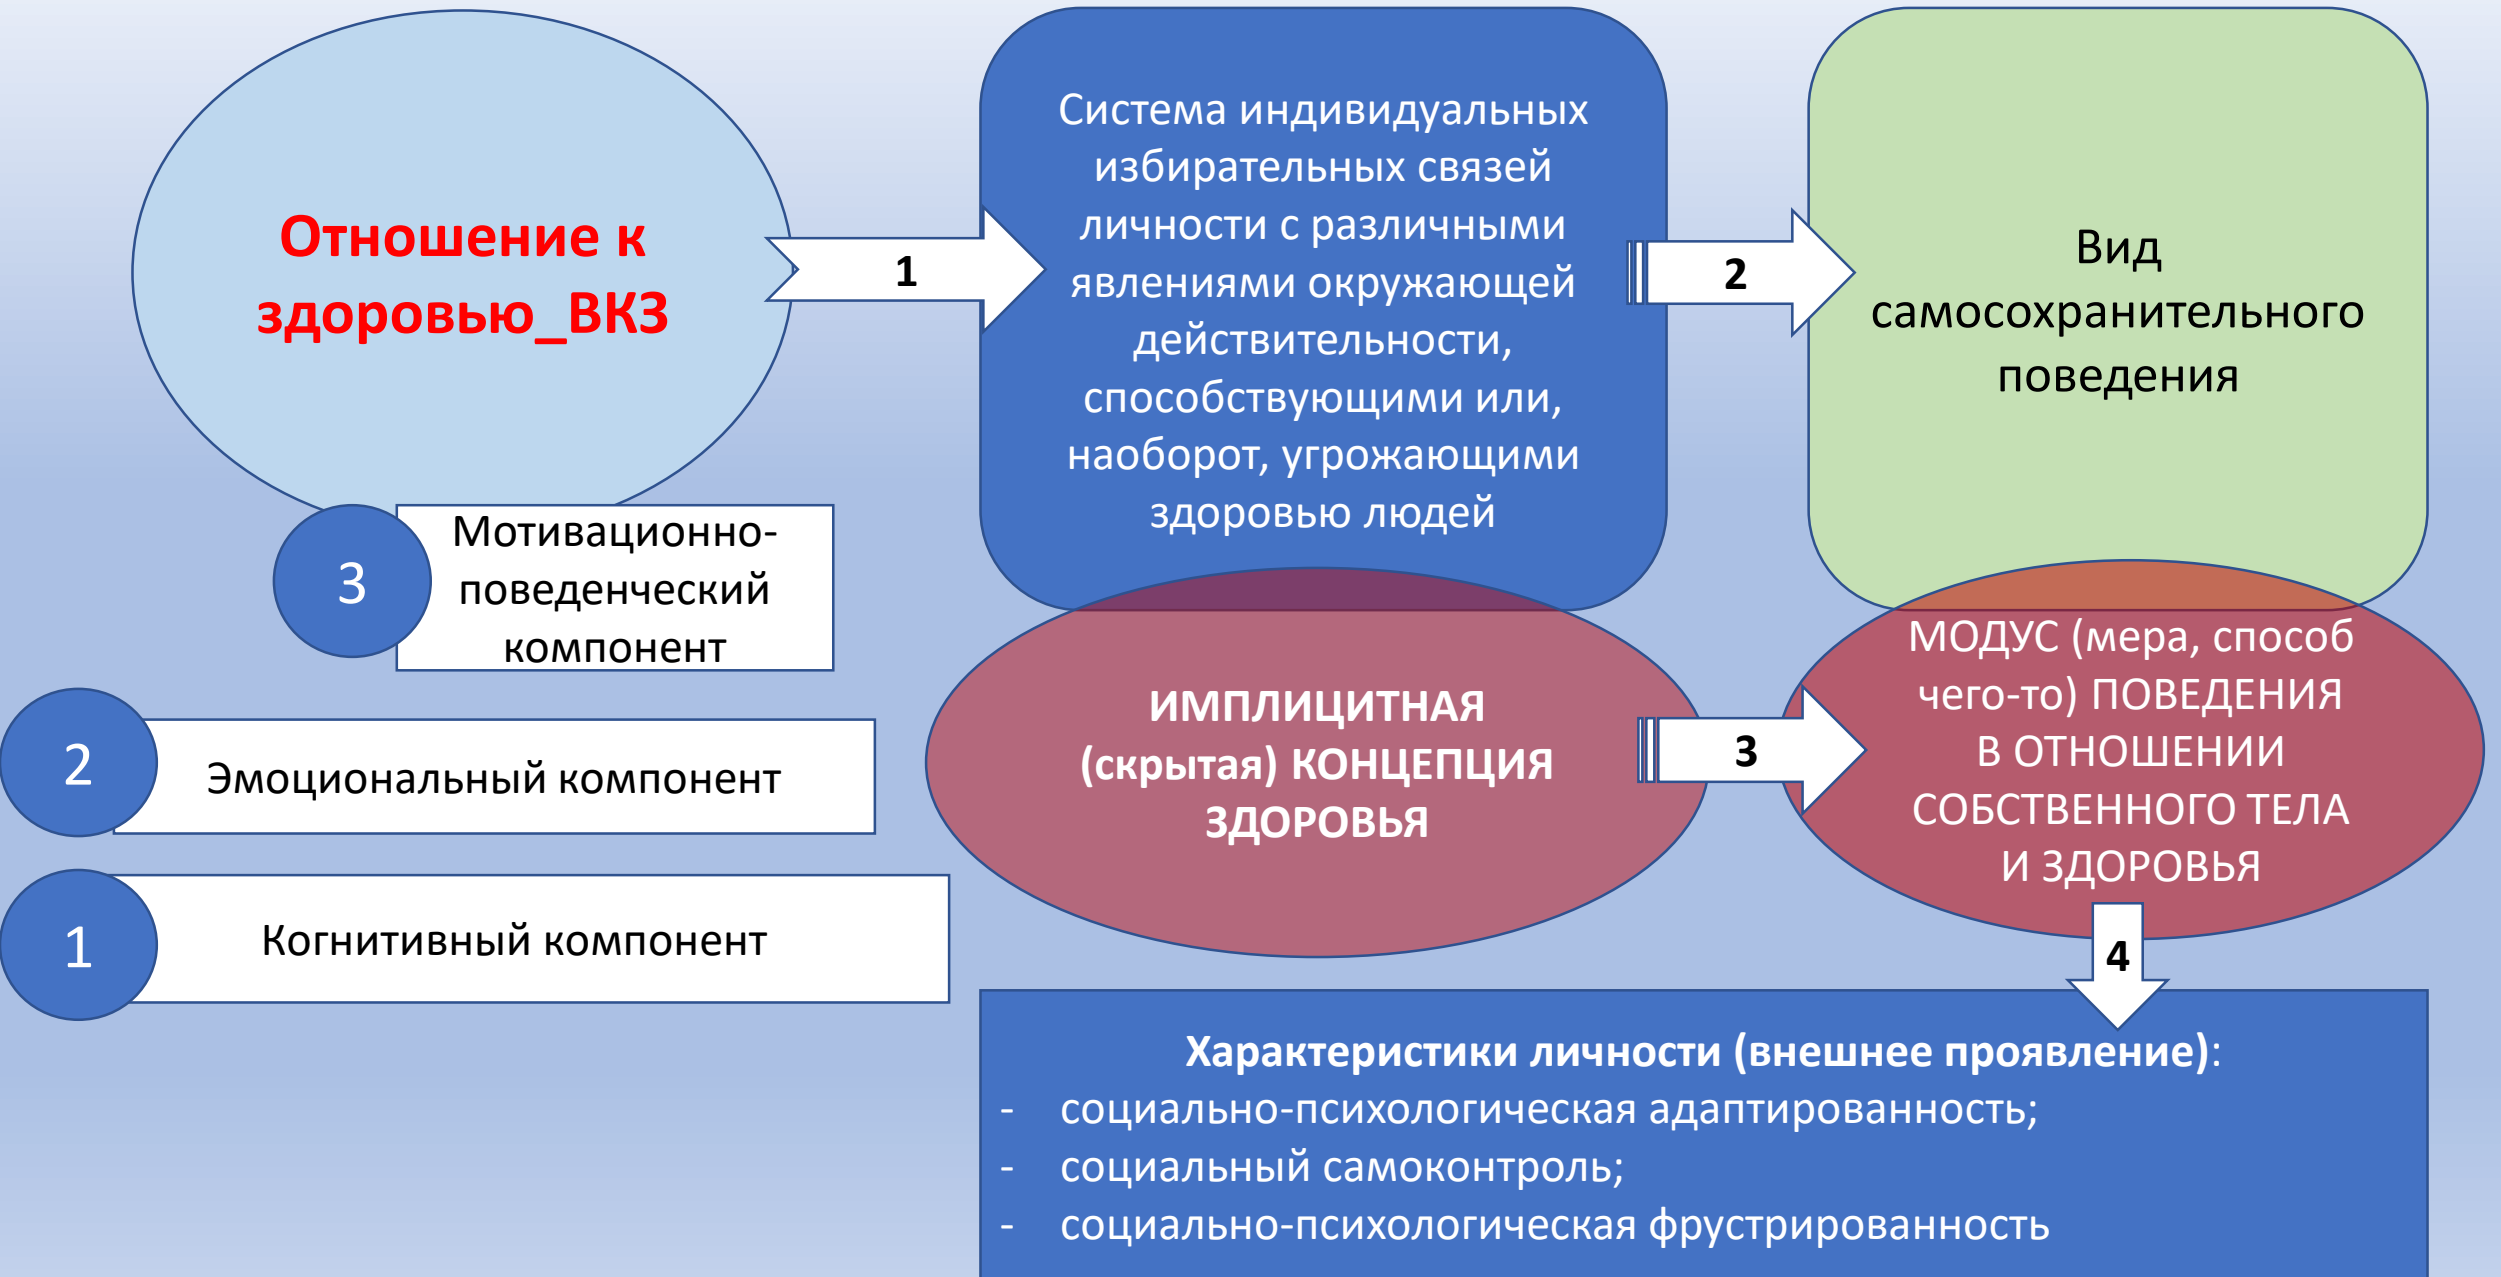 Отношение к
здоровью_ВКЗ
1
Система индивидуальных
избирательных связей
личности с различными
явлениями окружающей
действительности,
способствующими или,
наоборот, угрожающими
здоровью людей
2
Вид
самосохранительного
поведения
3
Мотивационно-
поведенческий
компонент
2
Эмоциональный компонент
1
Когнитивный компонент
ИМПЛИЦИТНАЯ
(скрытая) КОНЦЕПЦИЯ
ЗДОРОВЬЯ
3
МОДУС (мера, способ
чего-то) ПОВЕДЕНИЯ
В ОТНОШЕНИИ
СОБСТВЕННОГО ТЕЛА
И ЗДОРОВЬЯ
4
Характеристики личности (внешнее проявление):
- социально-психологическая адаптированность;
- социальный самоконтроль;
- социально-психологическая фрустрированность